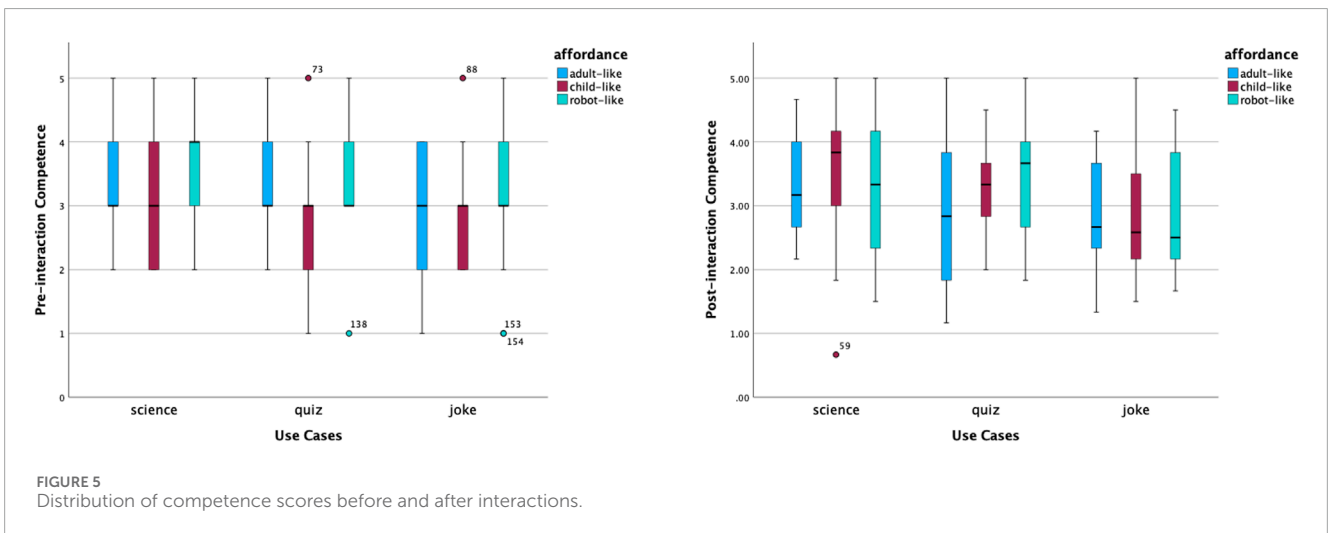 affordance
adult-like
child-like
robot-like
Pre-interaction Competence
5
4
3
2
1
0
73
88
138
153
154
science quiz joke
Use Cases
affordance
adult-like
child-like
robot-like
Post-interaction Competence
5.00
4.00
3.00
2.00
1.00
.00
59
science quiz joke
Use Cases
FIGURE 5
Distribution of competence scores before and after interactions.